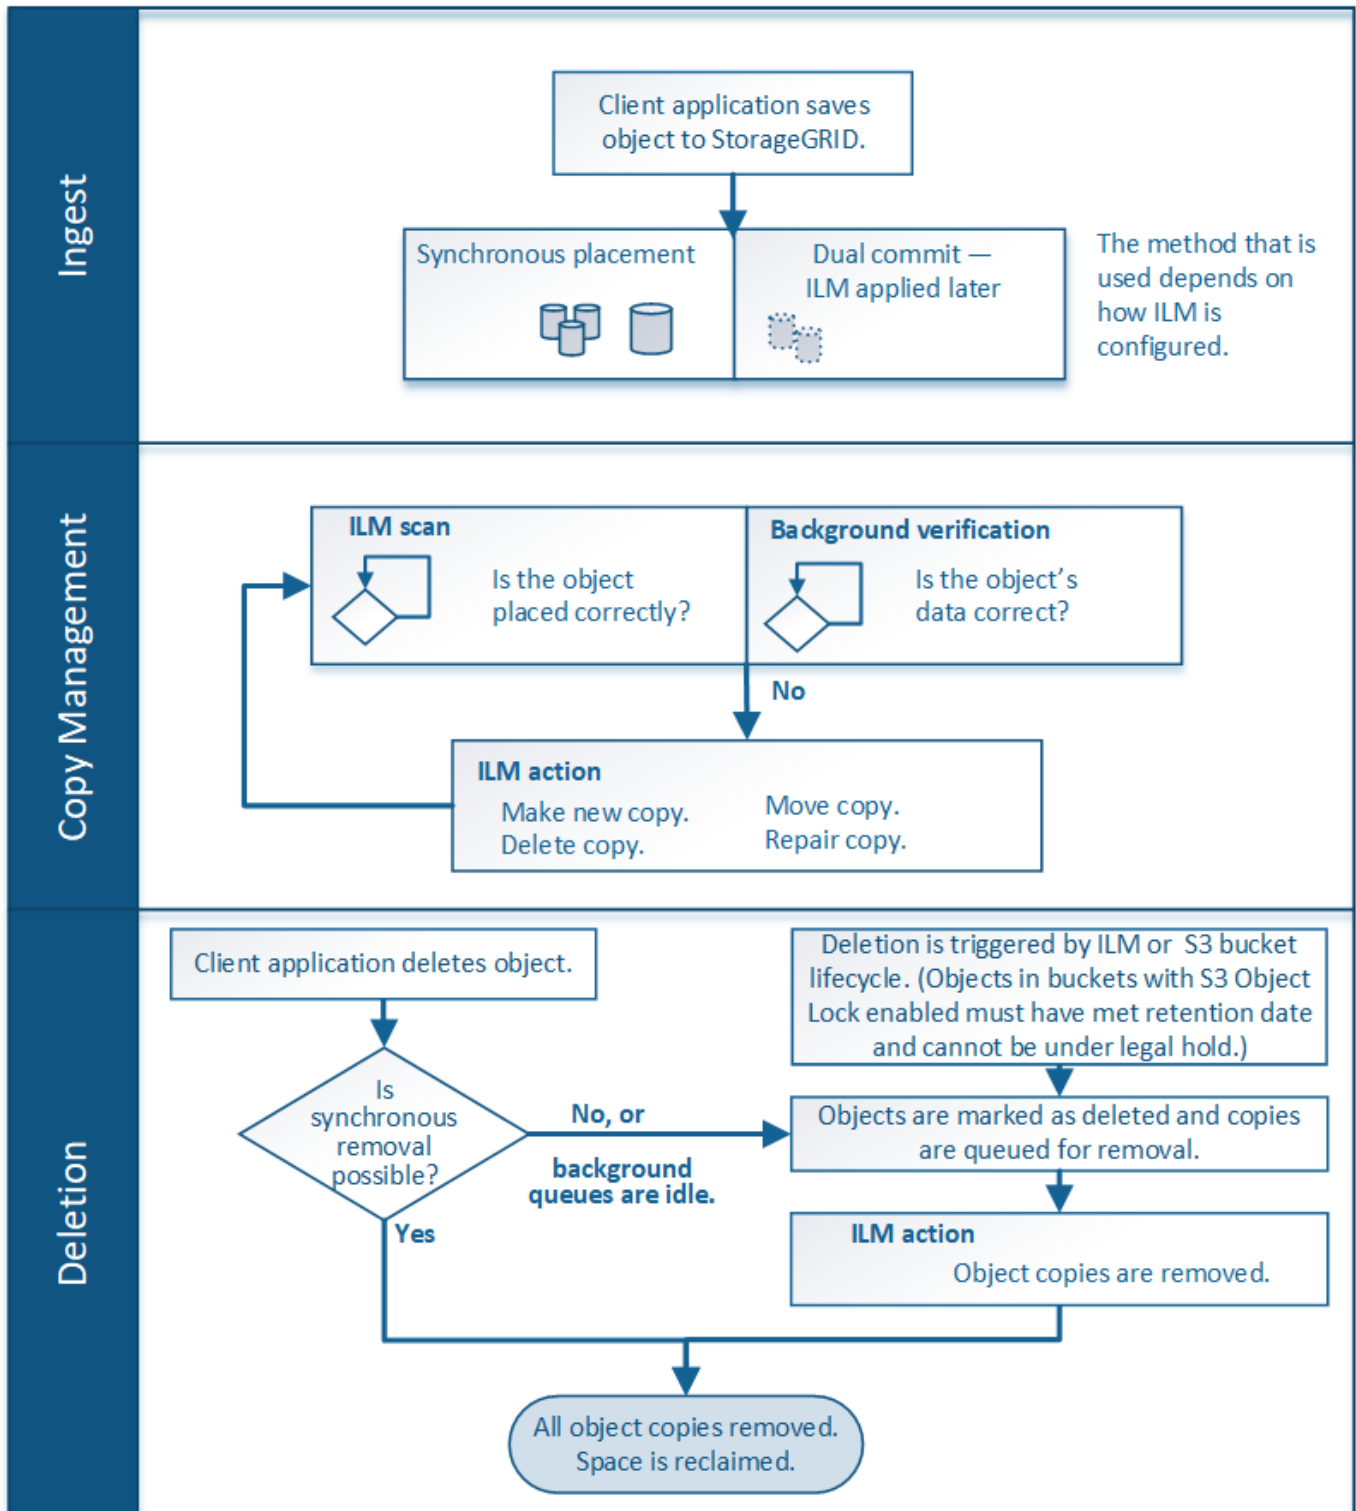 Ingest
Client application saves
object to StorageGRID.
Synchronous placement
Dual commit —
ILM applied later
The method that is
used depends on
how ILM is
configured.
Copy Management
ILM scan
Is the object
placed correctly?
Background verification
Is the object’s
data correct?
No
ILM action
Make new copy.
Delete copy.
Move copy.
Repair copy.
Deletion
Client application deletes object.
Is
synchronous
removal
possible?
No, or
background
queues are idle.
Yes
Deletion is triggered by ILM or S3 bucket
lifecycle. (Objects in buckets with S3 Object
Lock enabled must have met retention date
and cannot be under legal hold.)
Objects are marked as deleted and copies
are queued for removal.
ILM action
Object copies are removed.
All object copies removed.
Space is reclaimed.